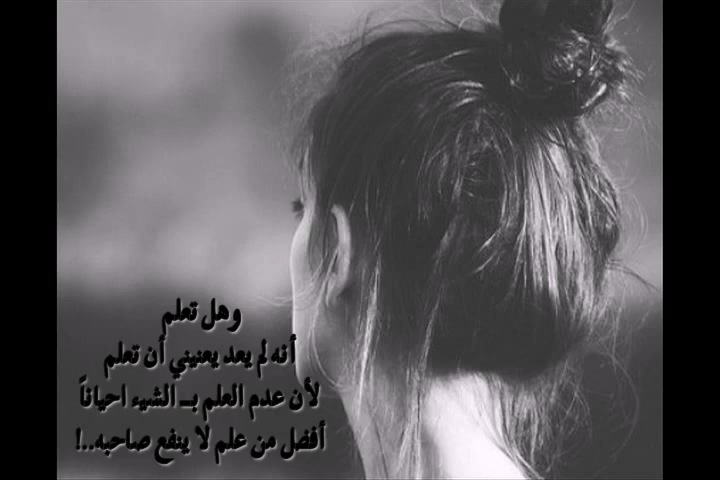 وهل تعلم
أنه لم يعد يعنيني أن تعلم
لأن عدم العلم بـ الشيء احياناً
أفضل من علم لا ينفع صاحبه..!